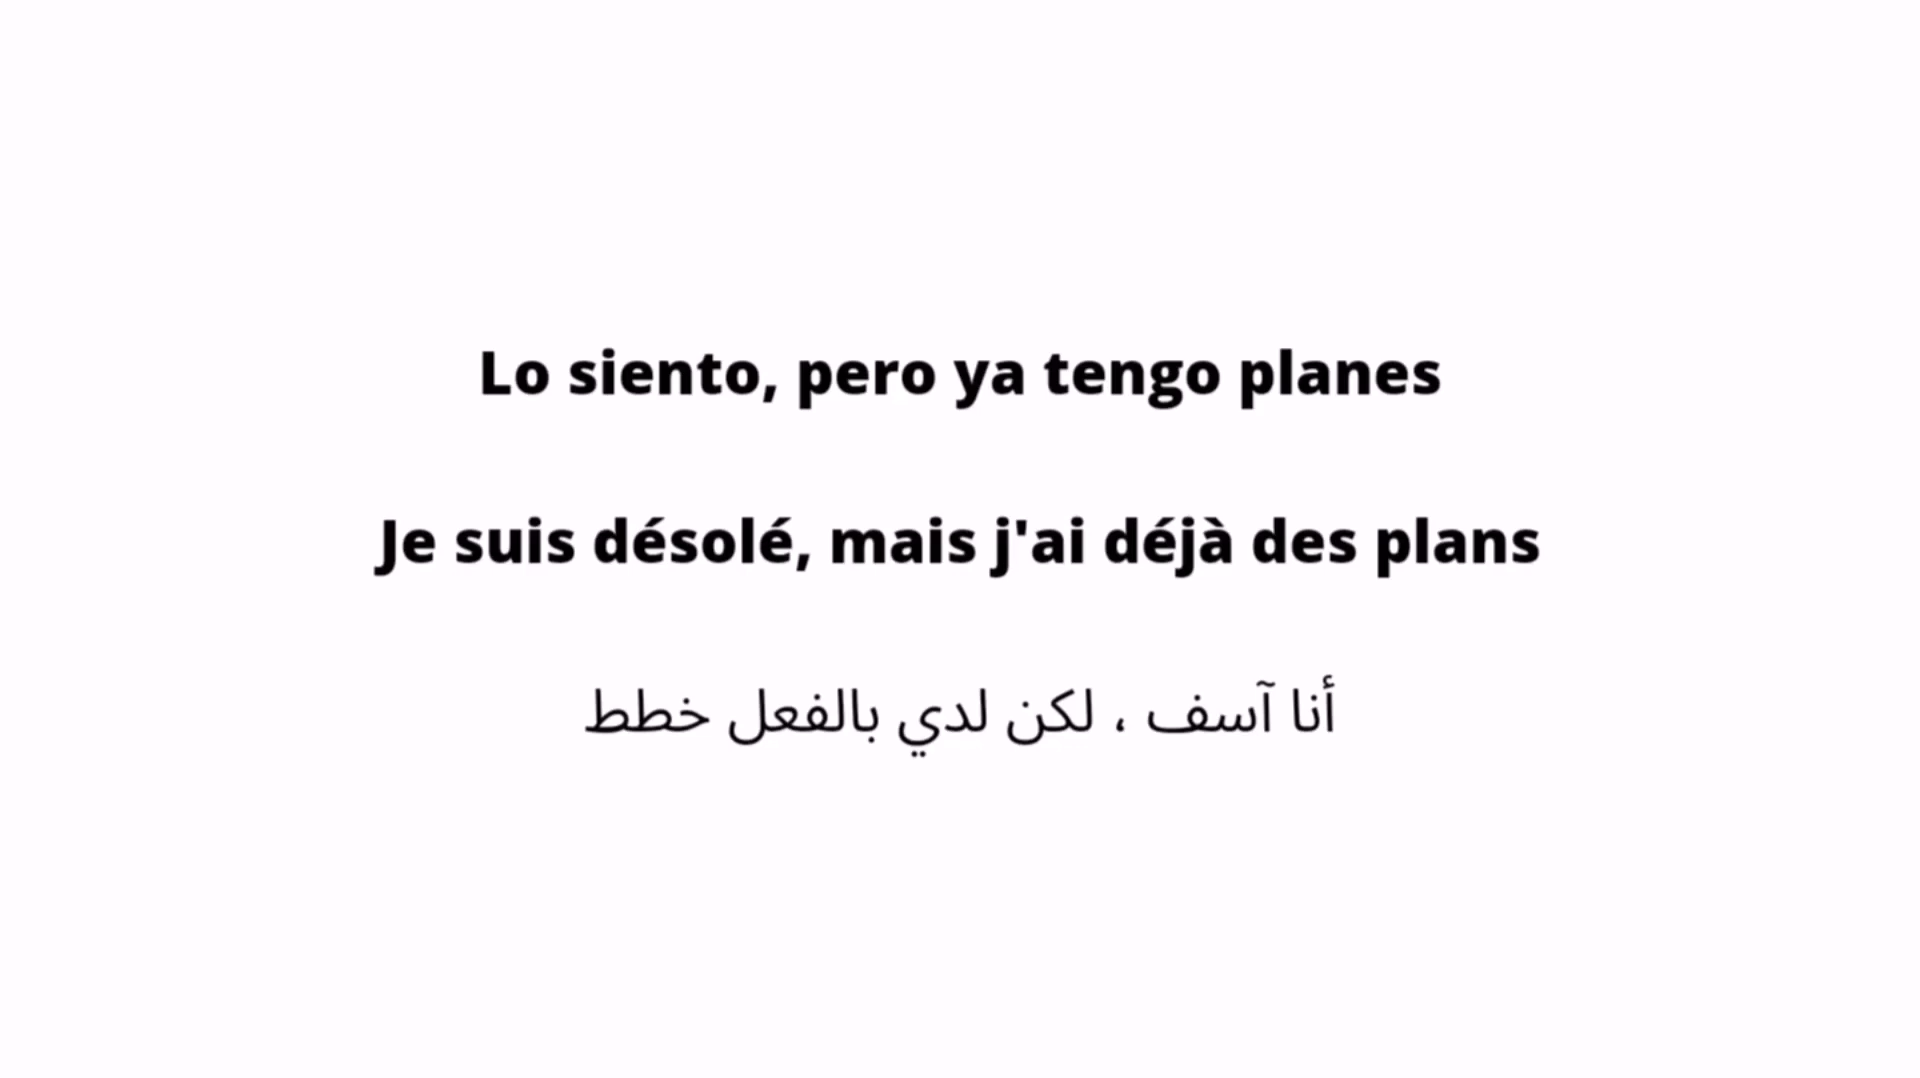 Lo siento, pero ya tengo planes
Je suis désolé, mais j'ai déjà des plans
أنا آسف ، لكن لدي بالفعل خطط